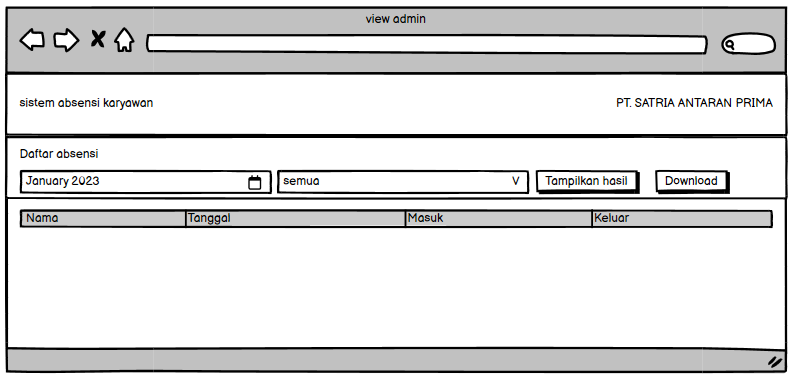 view admin
sistem absensi karyawan PT. SATRIA ANTARAN PRIMA
Daftar absensi
January 2023 semua V Tampilkan hasil Download
Nama Tanggal Masuk Keluar